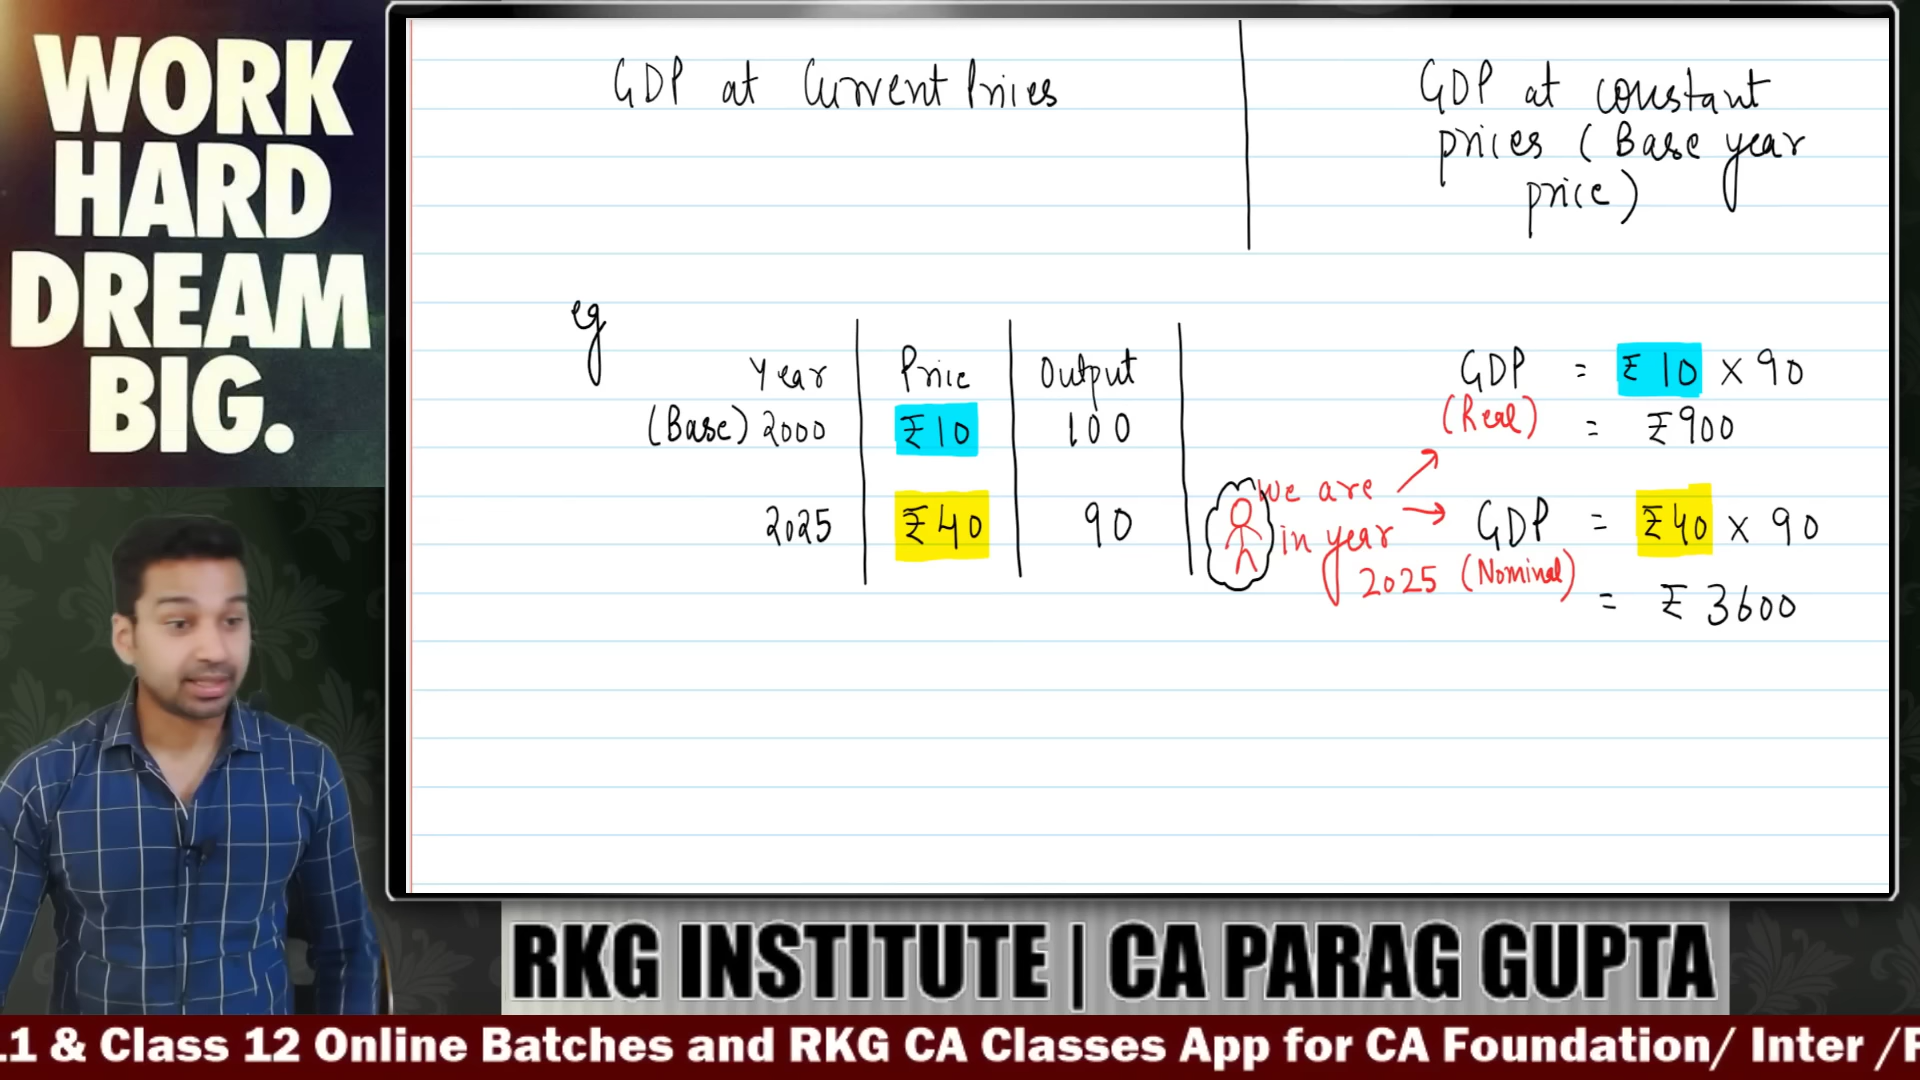 WORK
HARD
DREAM
BIG.
GDP at Current Prices
GDP at constant
prices (Base year
price)
eg
Year Price Output
(Base) 2000 ₹10 100
2025 ₹40 90
GDP = ₹10 × 90
(Real) = ₹900
We are
in year
2025
GDP = ₹40 × 90
(Nominal)
= ₹3600
RKG INSTITUTE | CA PARAG GUPTA
1 & Class 12 Online Batches and RKG CA Classes App for CA Foundation/ Inter /F